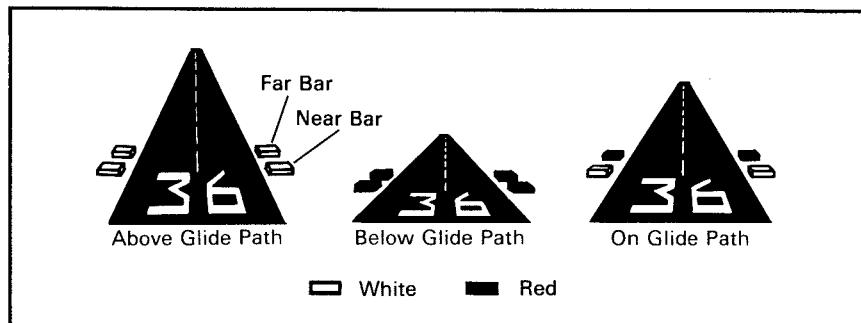 Far Bar
Near Bar
36
36
36
Above Glide Path
Below Glide Path
On Glide Path
White
Red